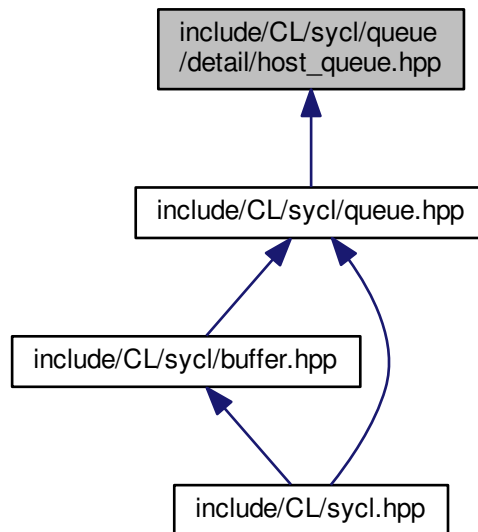 include/CL/sycl/queue
/detail/host_queue.hpp
include/CL/sycl/queue.hpp
include/CL/sycl/buffer.hpp
include/CL/sycl.hpp